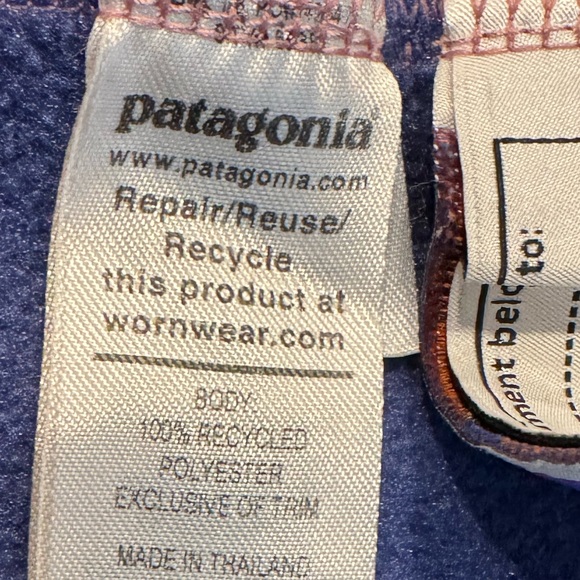 patagonia
www.patagonia.com
Repair/Reuse/
Recycle
this product at
wornwear.com
BODY:
100% RECYCLED
POLYESTER
EXCLUSIVE OF TRIM
MADE IN THAILAND
to: